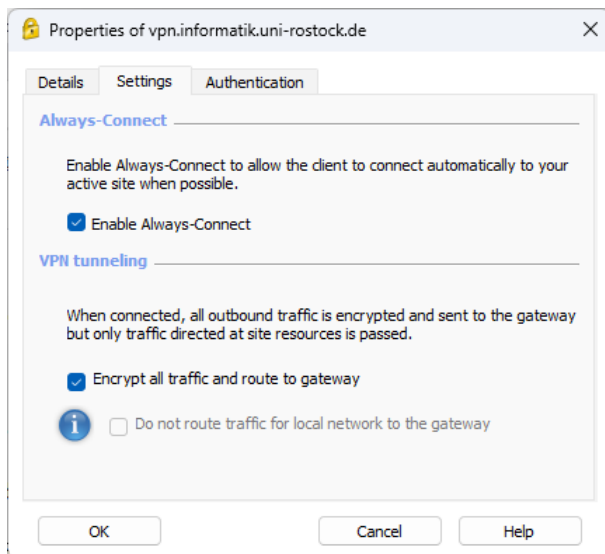 Properties of vpn.informatik.uni-rostock.de
Details Settings Authentication
Always-Connect
Enable Always-Connect to allow the client to connect automatically to your
active site when possible.
Enable Always-Connect
VPN tunneling
When connected, all outbound traffic is encrypted and sent to the gateway
but only traffic directed at site resources is passed.
Encrypt all traffic and route to gateway
Do not route traffic for local network to the gateway
OK Cancel Help